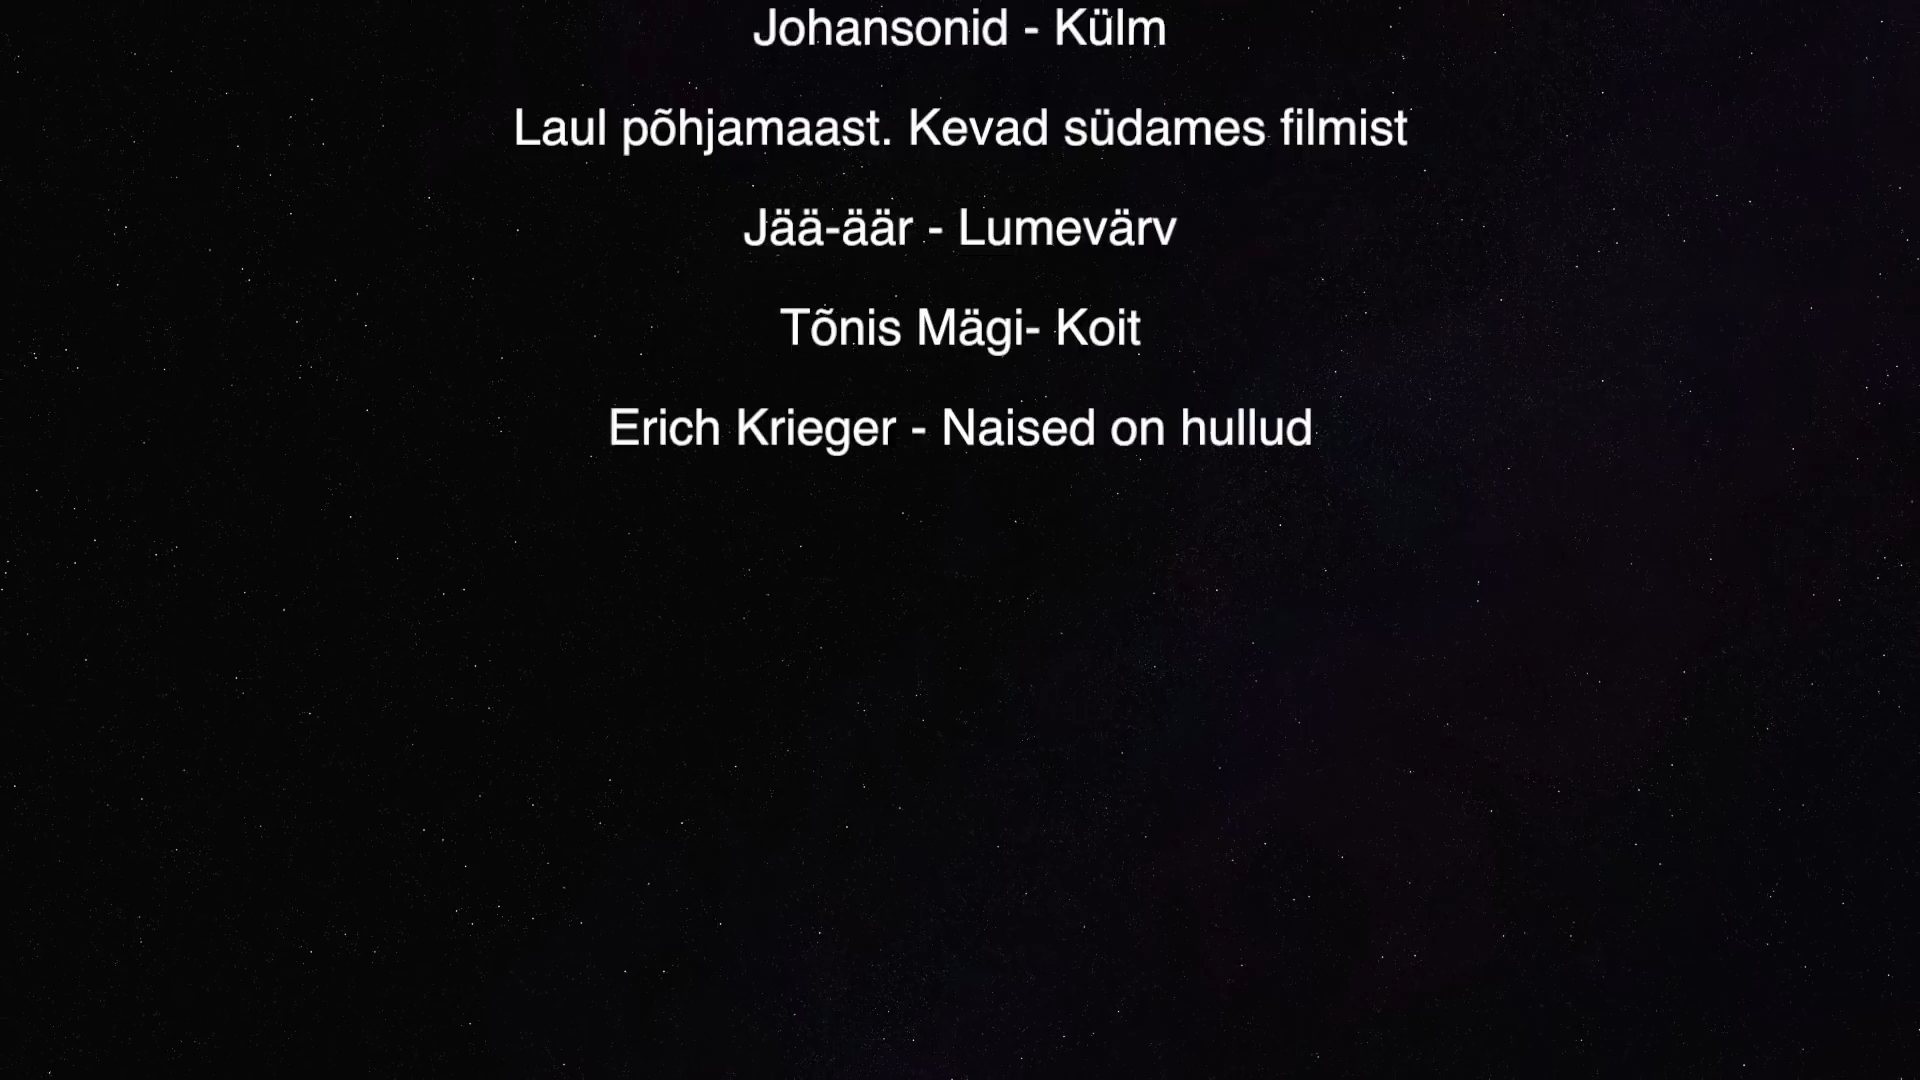 Johansonid - Külm
Laul põhjamaast. Kevad südames filmist
Jää-äär - Lumevärv
Tõnis Mägi- Koit
Erich Krieger - Naised on hullud